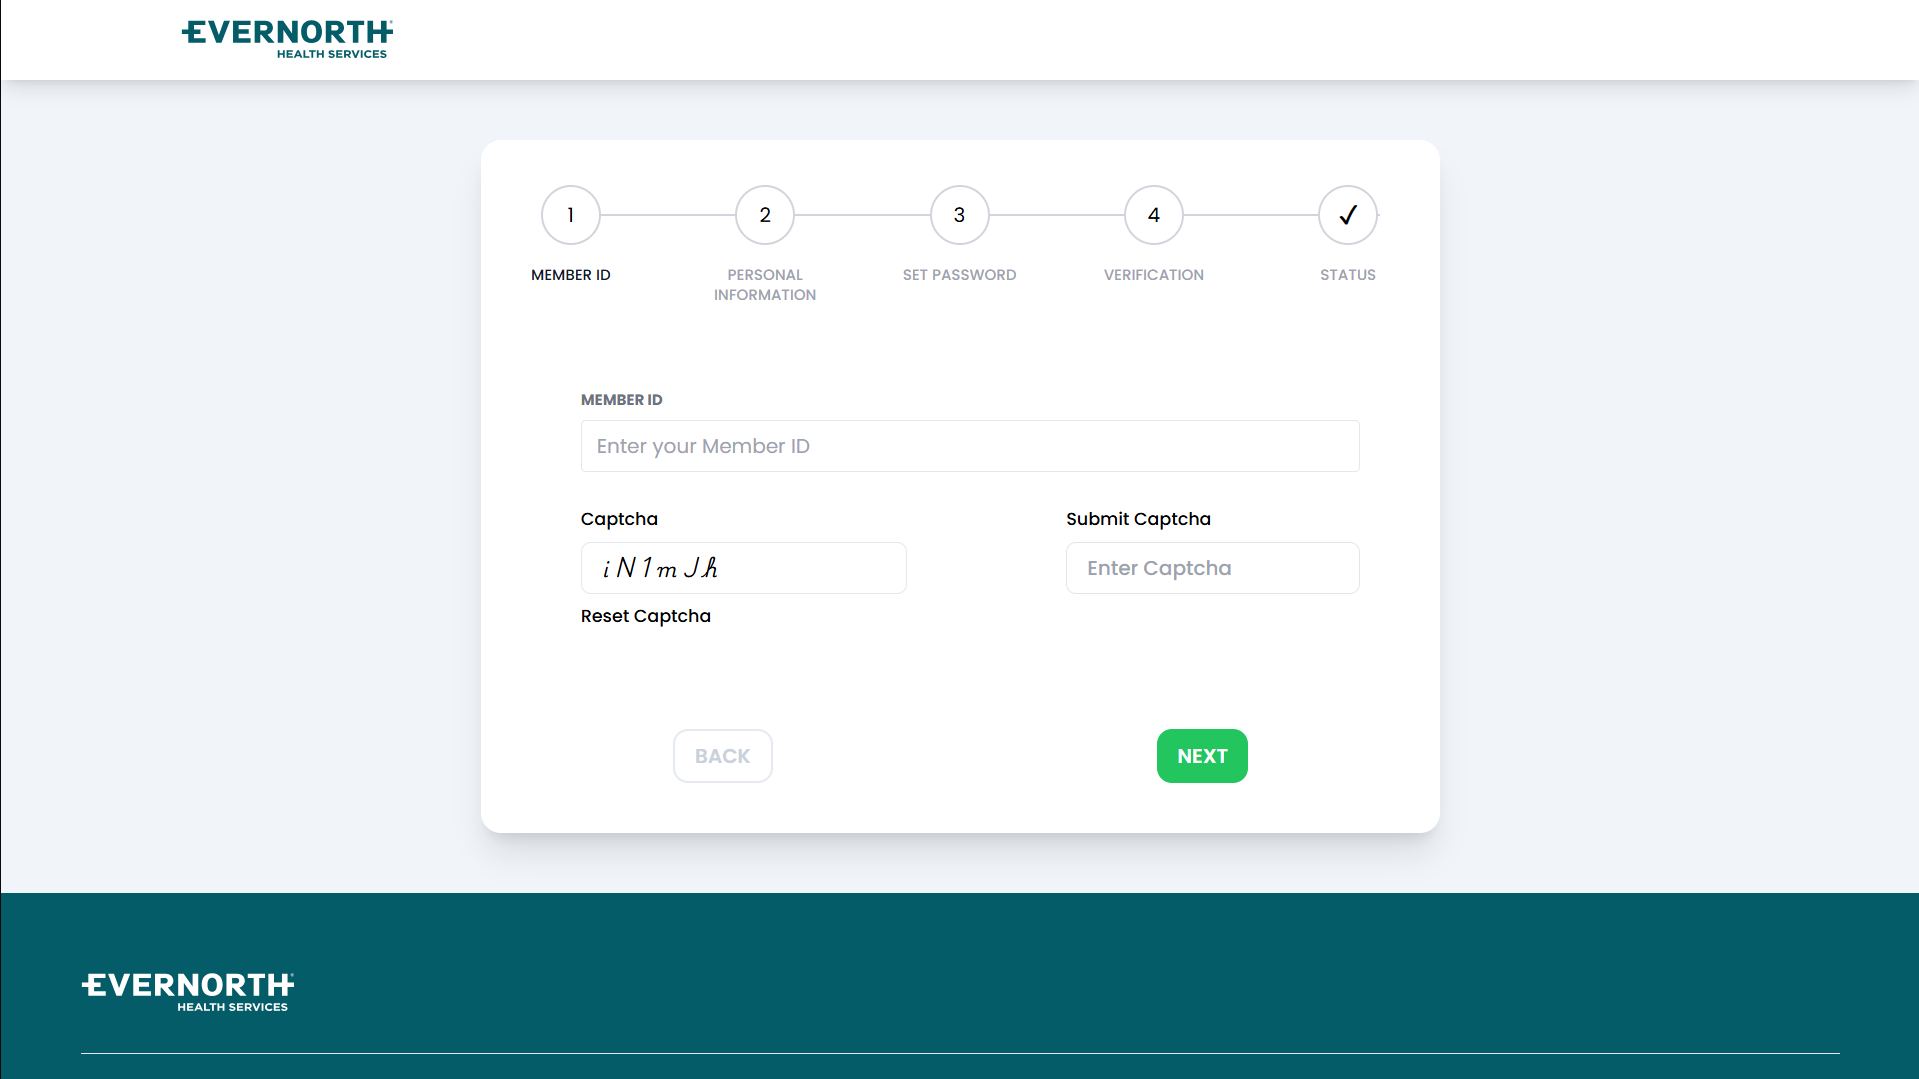 EVERNORTH
HEALTH SERVICES
1
2
3
4
✓
MEMBER ID
PERSONAL
INFORMATION
SET PASSWORD
VERIFICATION
STATUS
MEMBER ID
Enter your Member ID
Captcha
Submit Captcha
iN1mJh
Enter Captcha
Reset Captcha
BACK
NEXT
EVERNORTH
HEALTH SERVICES